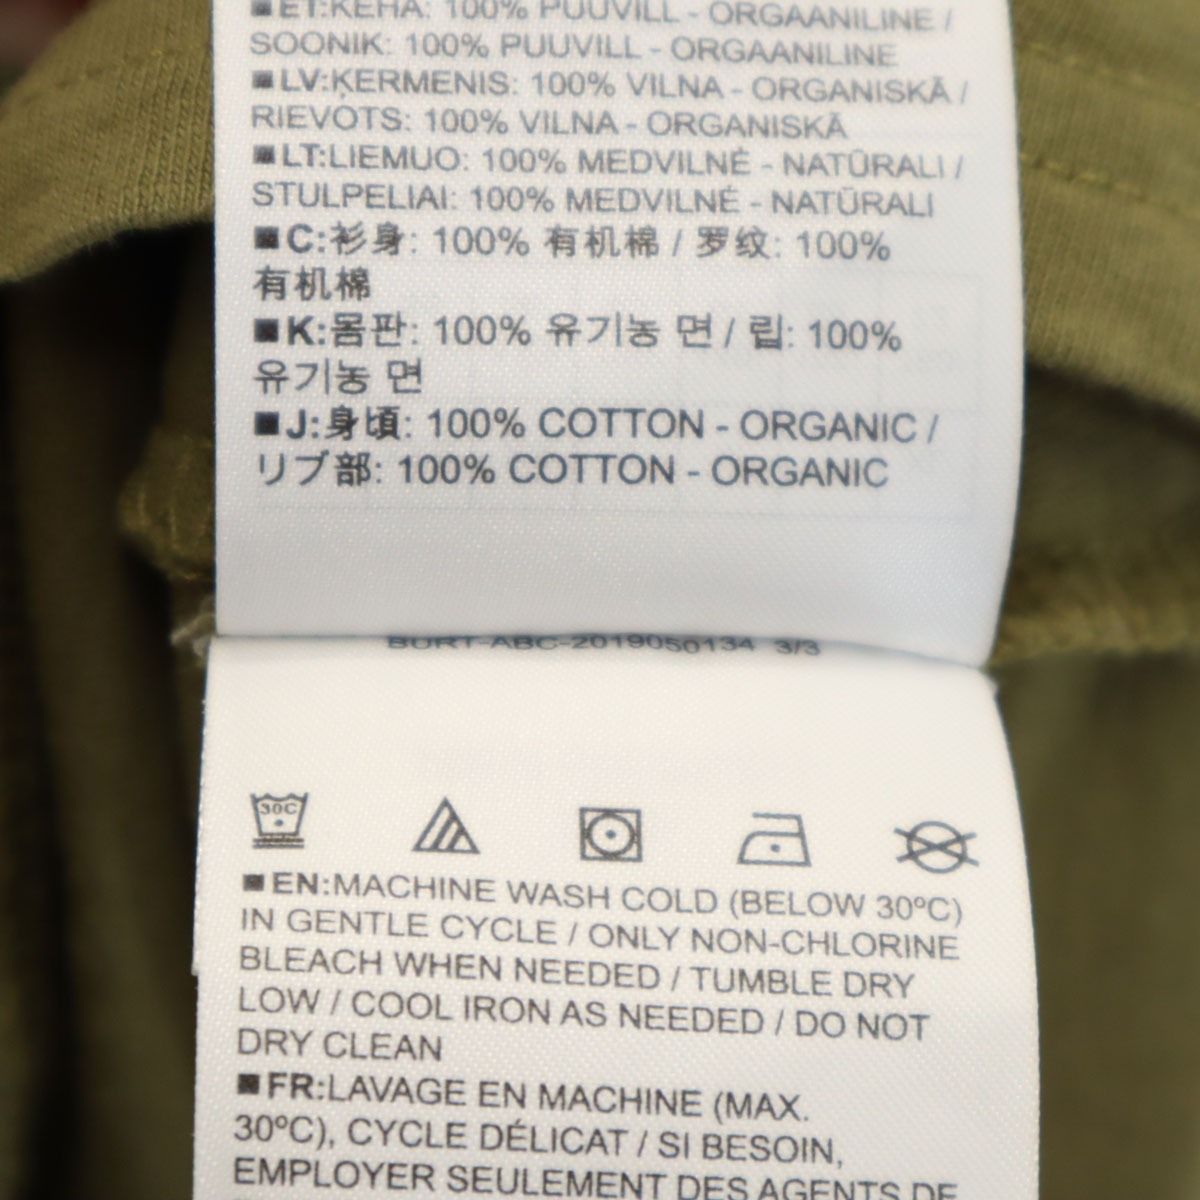 ■ET:KEHA: 100% PUUVILL - ORGAANILINE /
SOONIK: 100% PUUVILL - ORGAANILINE
■LV:ĶERMENIS: 100% VILNA - ORGANISKĀ /
RIEVOTS: 100% VILNA - ORGANISKĀ
■LT:LIEMUO: 100% MEDVILNĖ - NATŪRALI /
STULPELIAI: 100% MEDVILNĖ - NATŪRALI
■C:衫身: 100% 有机棉 / 罗纹: 100%
有机棉
■K:몸판: 100% 유기농 면 / 립: 100%
유기농 면
■J:身頃: 100% COTTON - ORGANIC /
リブ部: 100% COTTON - ORGANIC
BURT-ABC-2019050134 3/3
30C
■EN:MACHINE WASH COLD (BELOW 30ºC)
IN GENTLE CYCLE / ONLY NON-CHLORINE
BLEACH WHEN NEEDED / TUMBLE DRY
LOW / COOL IRON AS NEEDED / DO NOT
DRY CLEAN
■FR:LAVAGE EN MACHINE (MAX.
30ºC), CYCLE DÉLICAT / SI BESOIN,
EMPLOYER SEULEMENT DES AGENTS DE